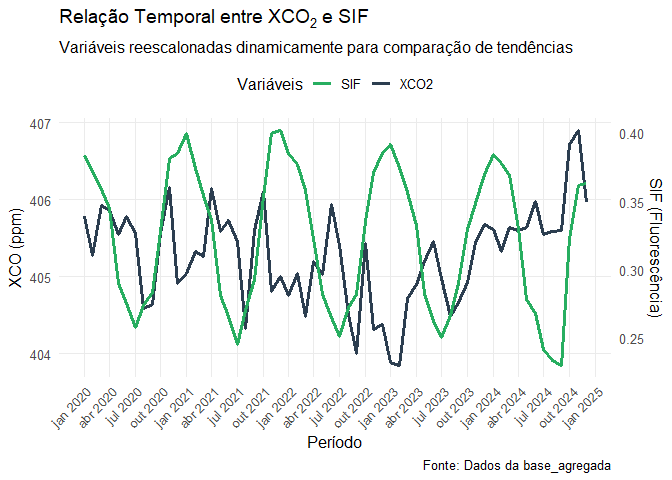 Relação Temporal entre XCO₂ e SIF
Variáveis reescalonadas dinamicamente para comparação de tendências
Variáveis SIF XCO2
407
406
405
404
XCO (ppm)
0.40
0.35
0.30
0.25
SIF (Fluorescência)
jan 2020
abr 2020
jul 2020
out 2020
jan 2021
abr 2021
jul 2021
out 2021
jan 2022
abr 2022
jul 2022
out 2022
jan 2023
abr 2023
jul 2023
out 2023
jan 2024
abr 2024
jul 2024
out 2024
jan 2025
Período
Fonte: Dados da base_agregada